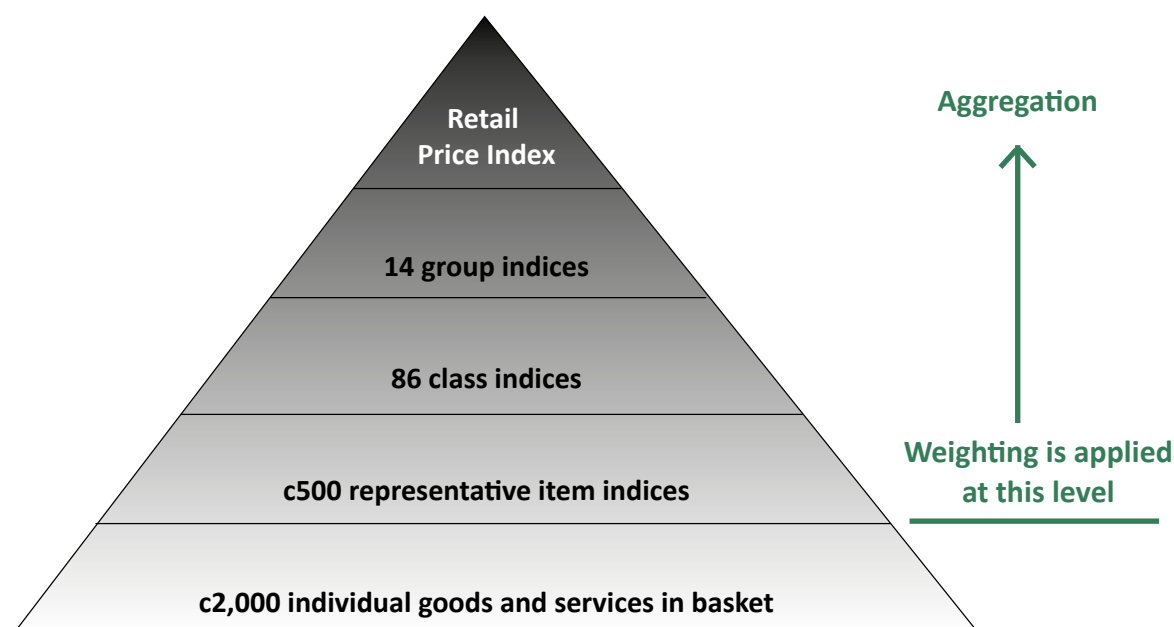 Retail
Price Index
Aggregation
14 group indices
86 class indices
Weighting is applied
at this level
c500 representative item indices
c2,000 individual goods and services in basket